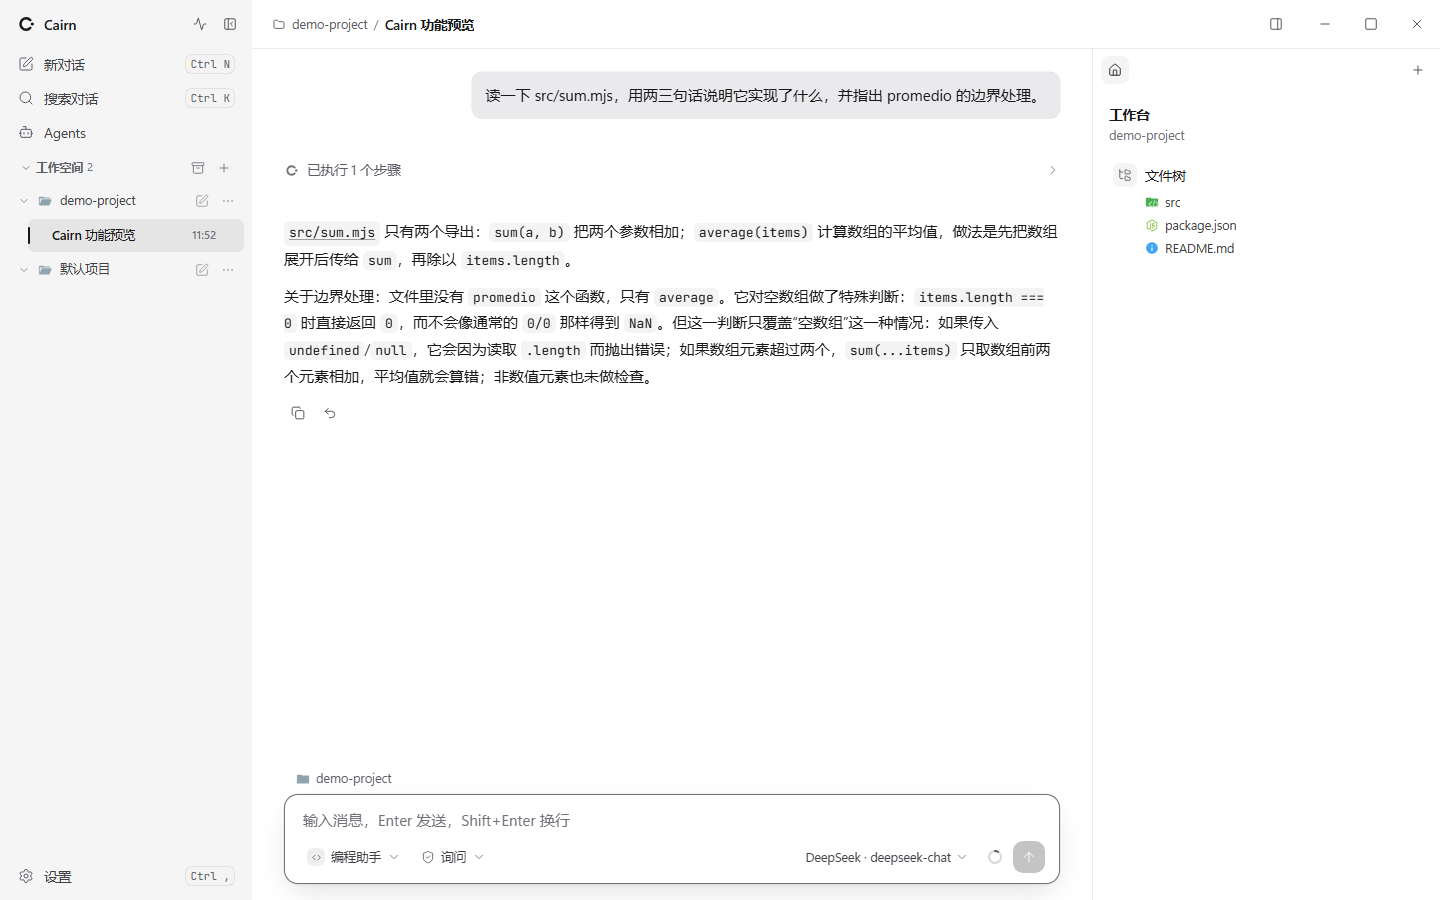 Cairn
新对话 Ctrl N
搜索对话 Ctrl K
Agents
工作空间 2
demo-project
Cairn 功能预览 11:52
默认项目
设置 Ctrl ,
demo-project / Cairn 功能预览
读一下 src/sum.mjs，用两三句话说明它实现了什么，并指出 promedio 的边界处理。
已执行 1 个步骤
src/sum.mjs 只有两个导出：sum(a, b) 把两个参数相加；average(items) 计算数组的平均值，做法是先把数组
展开后传给 sum，再除以 items.length。
关于边界处理：文件里没有 promedio 这个函数，只有 average。它对空数组做了特殊判断：items.length ===
0 时直接返回 0，而不会像通常的 0/0 那样得到 NaN。但这一判断只覆盖“空数组”这一种情况：如果传入
undefined/null，它会因为读取 .length 而抛出错误；如果数组元素超过两个，sum(...items) 只取数组前两
个元素相加，平均值就会算错；非数值元素也未做检查。
demo-project
输入消息，Enter 发送，Shift+Enter 换行
编程助手 询问 DeepSeek · deepseek-chat
工作台
demo-project
文件树
src
package.json
README.md